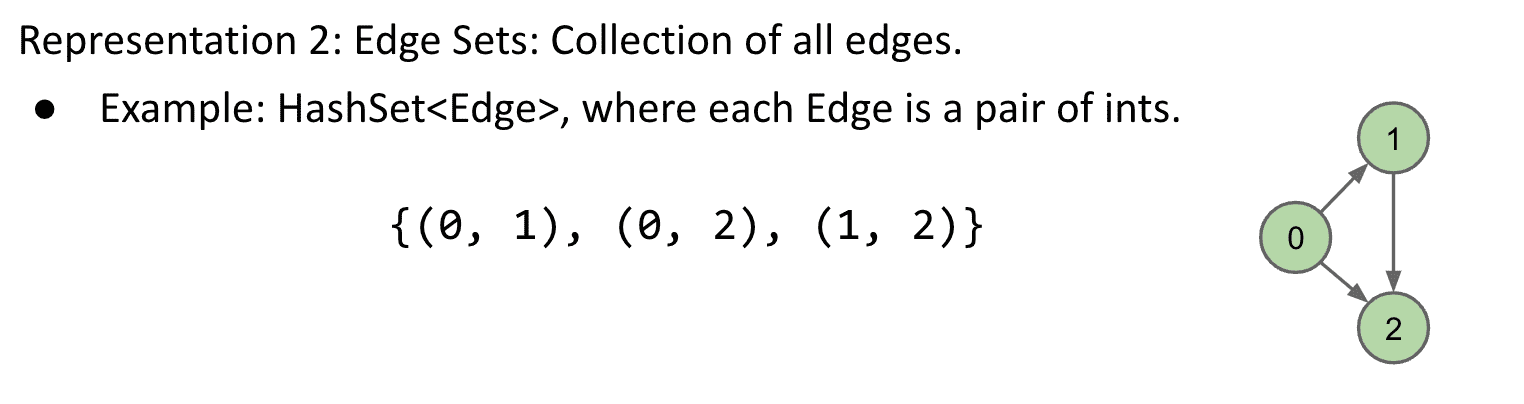 Representation 2: Edge Sets: Collection of all edges.
● Example: HashSet<Edge>, where each Edge is a pair of ints.
{(0, 1), (0, 2), (1, 2)}
1
0
2